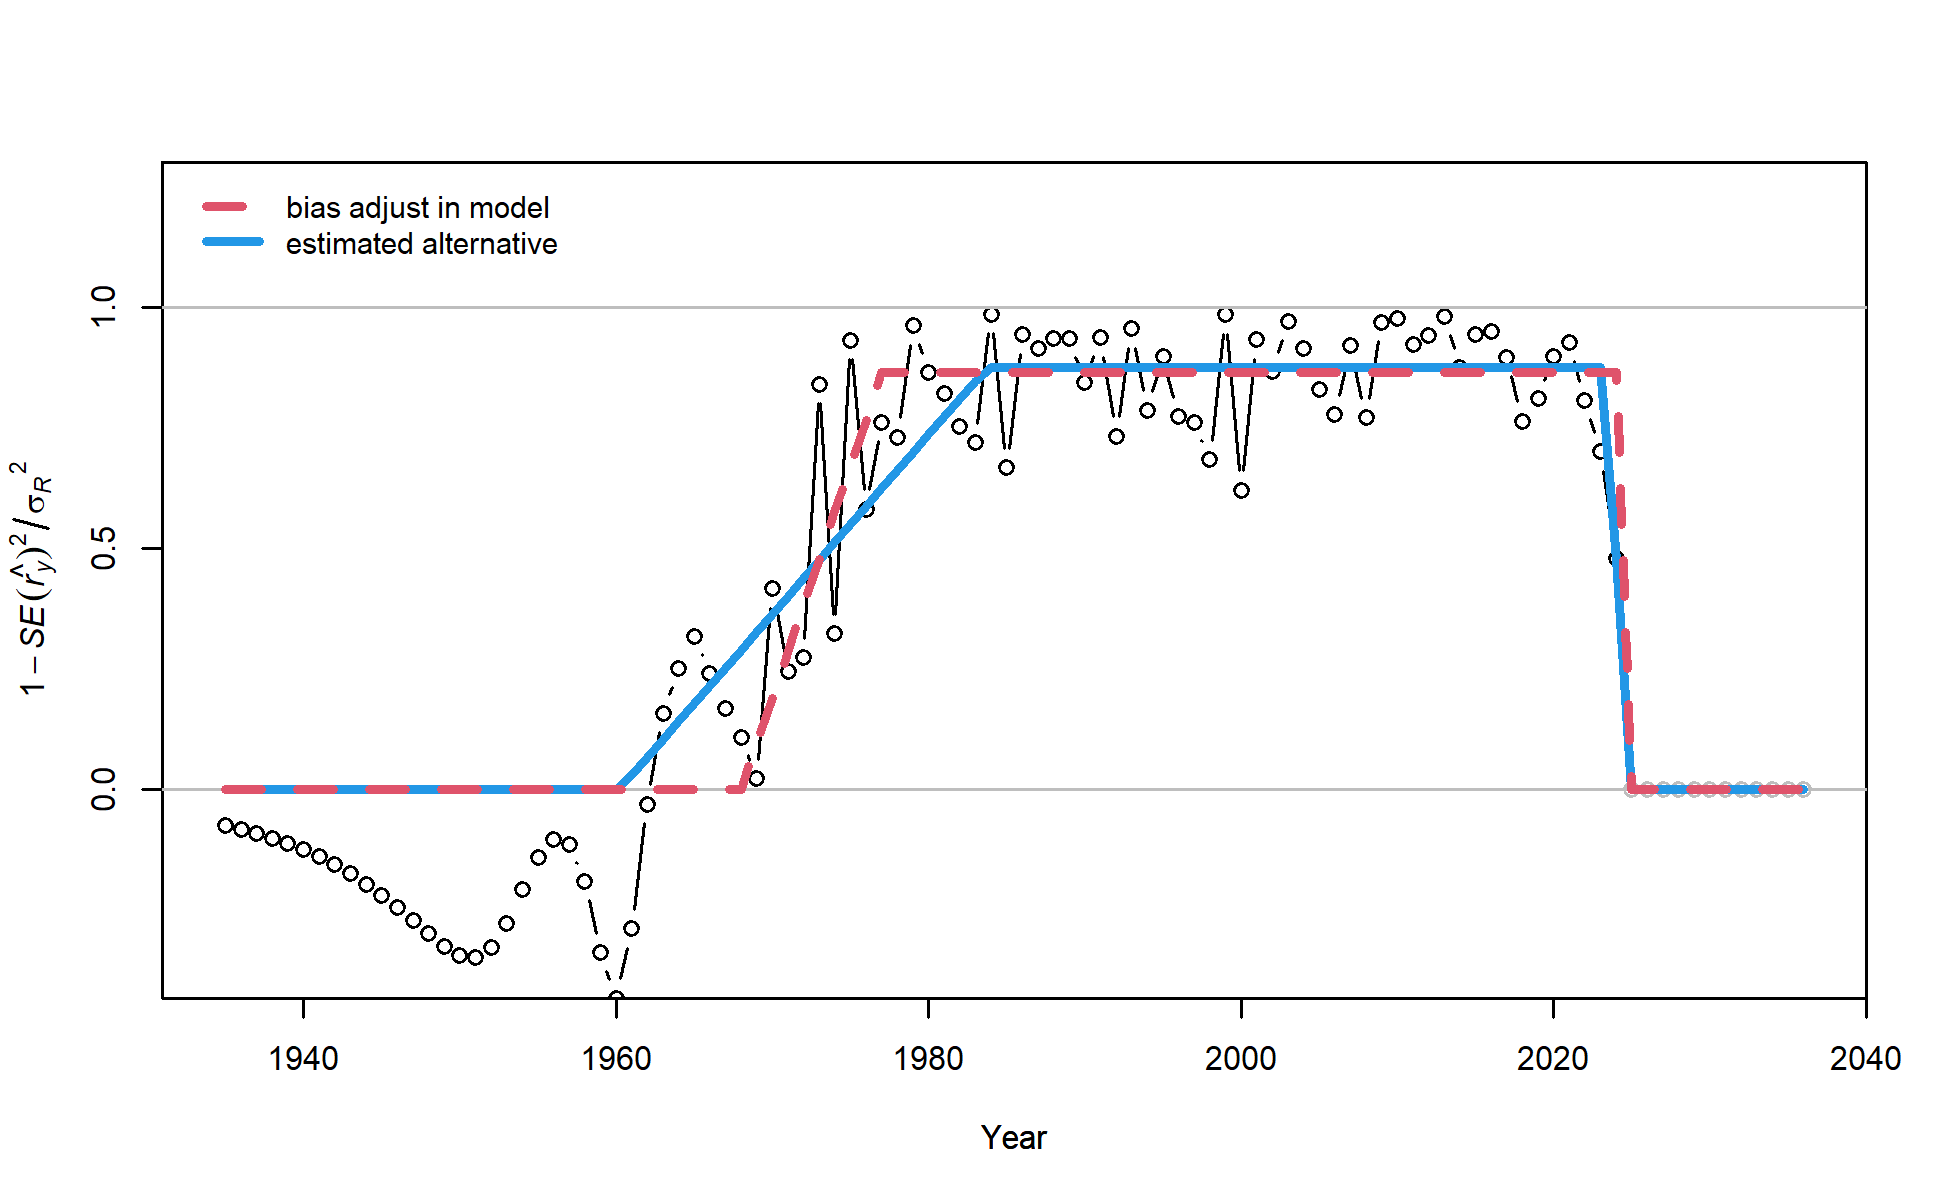 bias adjust in model
estimated alternative
1.0
0.5
0.0
1 − SE(r̂y)² / σR²
1940 1960 1980 2000 2020 2040
Year